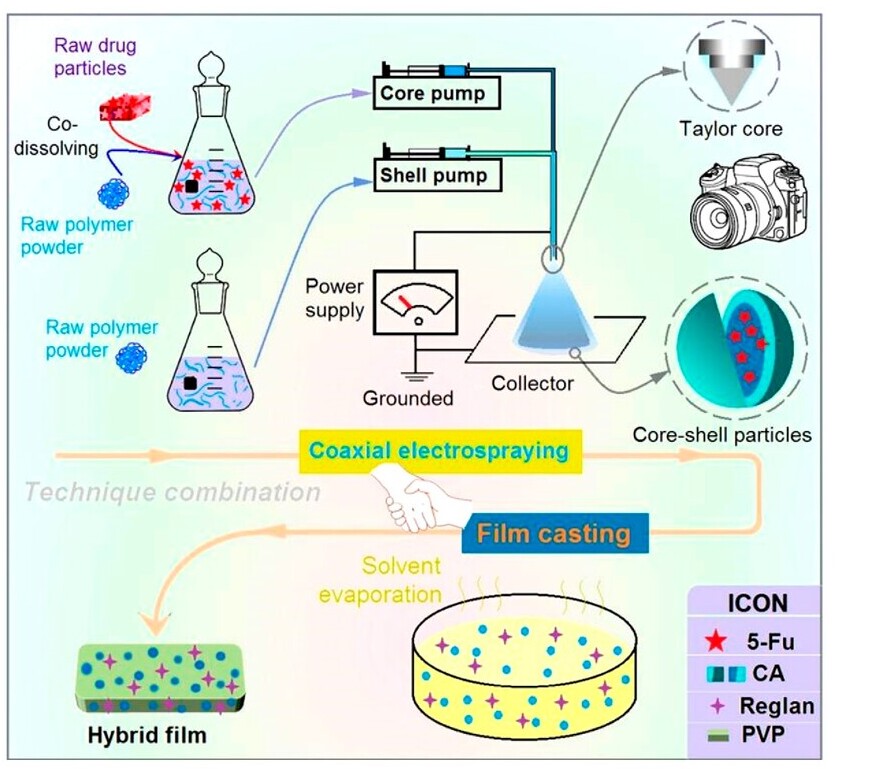 Raw drug
particles
Co-
dissolving
Raw polymer
powder
Raw polymer
powder
Core pump
Shell pump
Power
supply
Grounded
Collector
Taylor core
Core-shell particles
Coaxial electrospraying
Technique combination
Film casting
Solvent
evaporation
Hybrid film
ICON
5-Fu
CA
Reglan
PVP